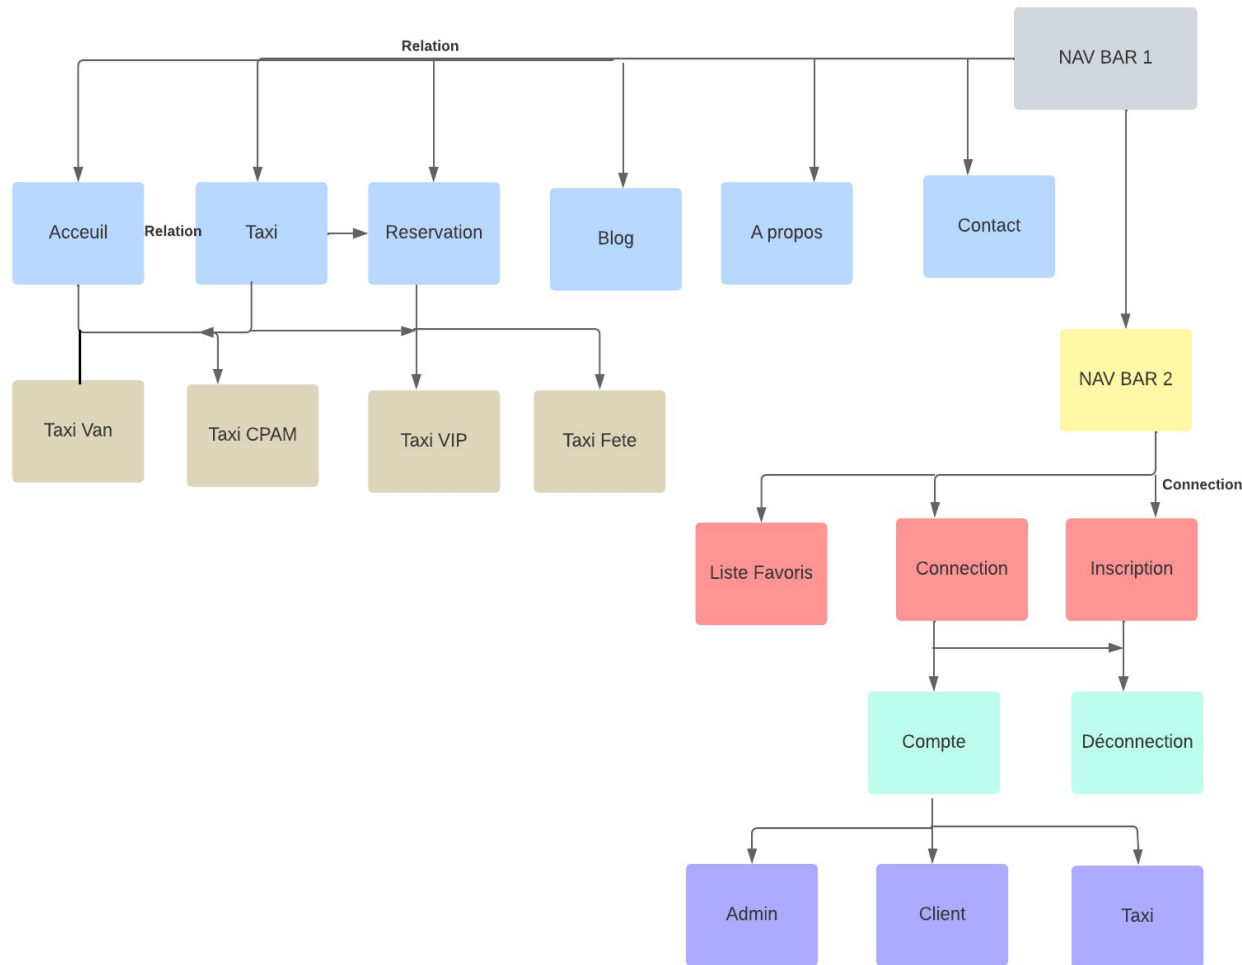 Relation
NAV BAR 1
Acceuil
Relation
Taxi
Reservation
Blog
A propos
Contact
NAV BAR 2
Taxi Van
Taxi CPAM
Taxi VIP
Taxi Fete
Connection
Liste Favoris
Connection
Inscription
Compte
Déconnection
Admin
Client
Taxi